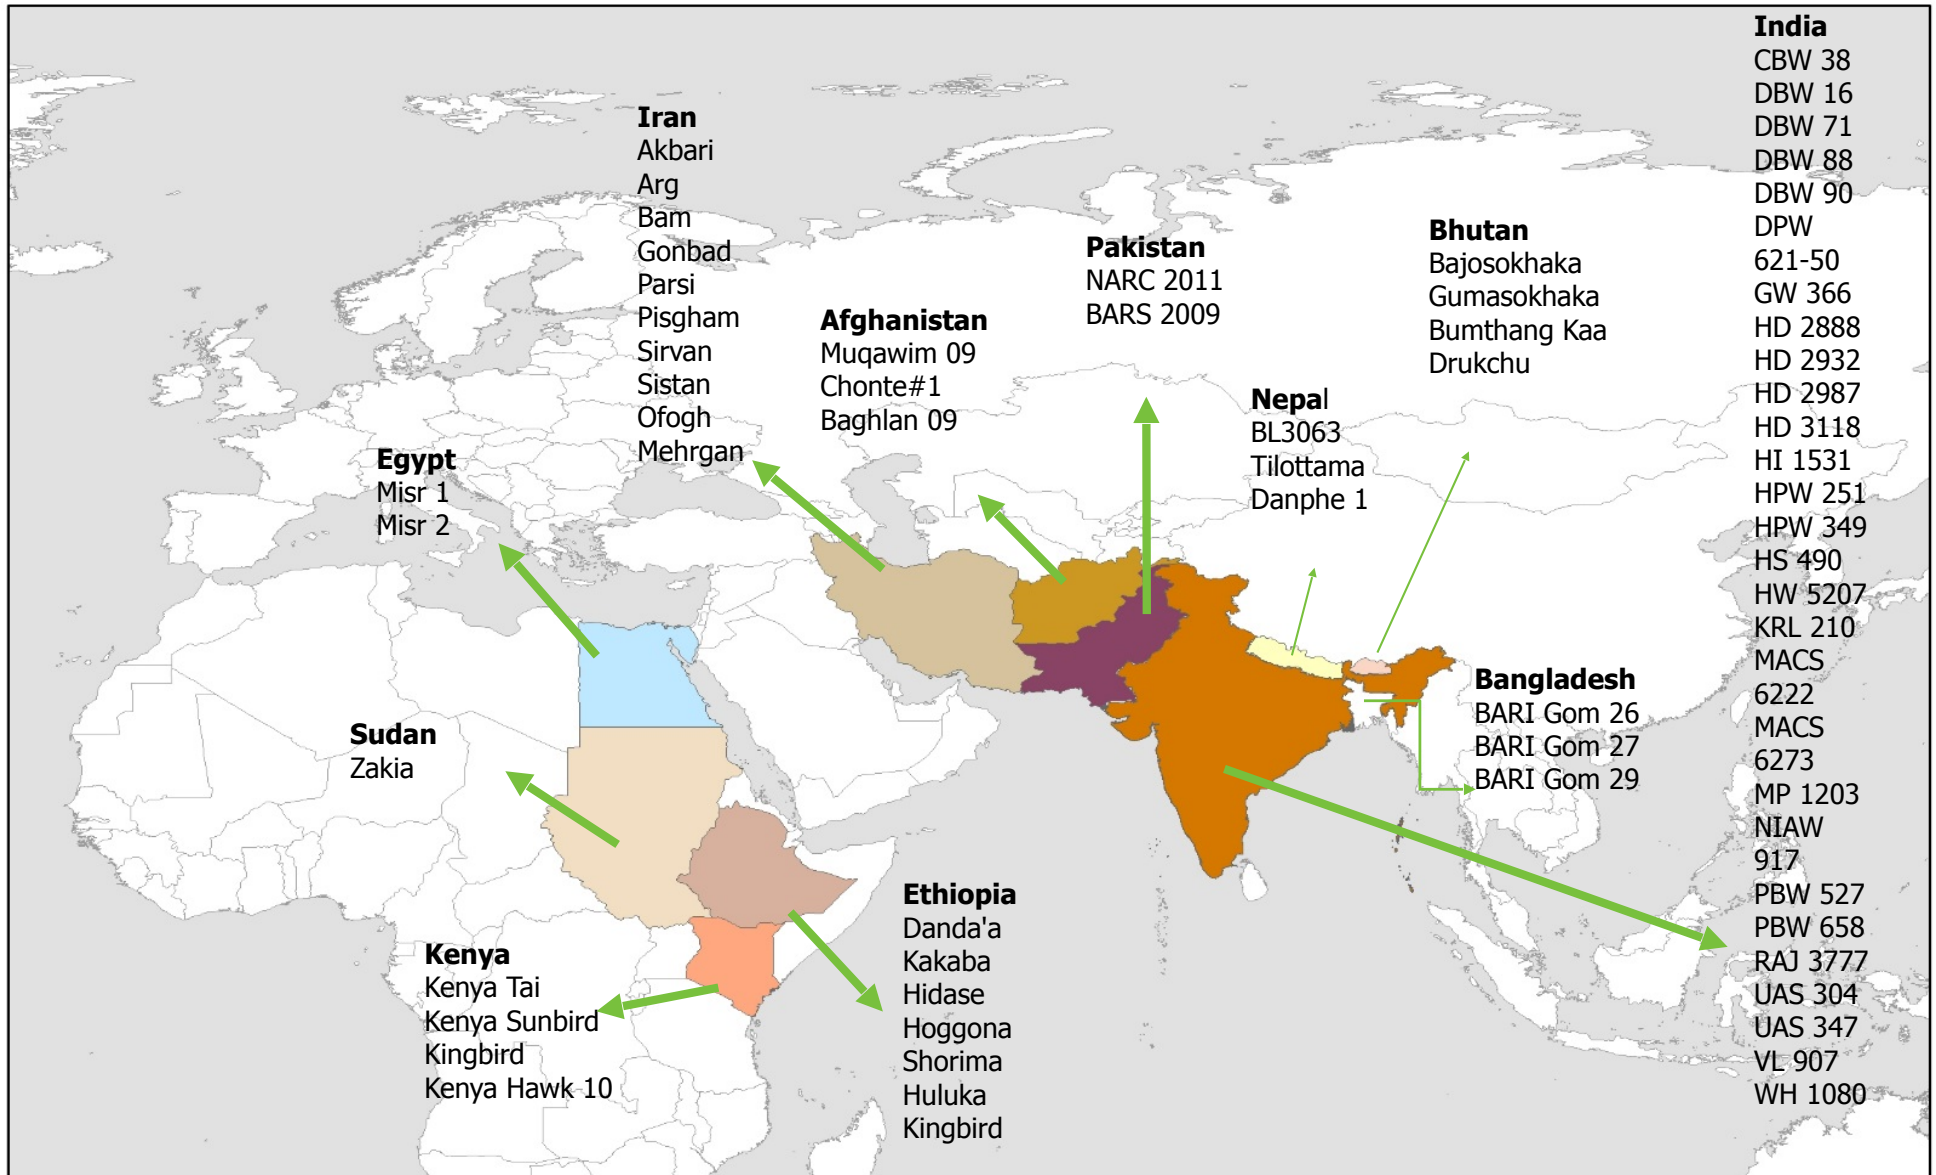 India
CBW 38
DBW 16
DBW 71
DBW 88
DBW 90
DPW
621-50
GW 366
HD 2888
HD 2932
HD 2987
HD 3118
HI 1531
HPW 251
HPW 349
HS 490
HW 5207
KRL 210
MACS
6222
MACS
6273
MP 1203
NIAW
917
PBW 527
PBW 658
RAJ 3777
UAS 304
UAS 347
VL 907
WH 1080
Iran
Akbari
Arg
Bam
Gonbad
Parsi
Pisgham
Sirvan
Sistan
Ofogh
Mehrgan
Afghanistan
Muqawim 09
Chonte#1
Baghlan 09
Pakistan
NARC 2011
BARS 2009
Bhutan
Bajosokhaka
Gumasokhaka
Bumthang Kaa
Drukchu
Nepal
BL3063
Tilottama
Danphe 1
Egypt
Misr 1
Misr 2
Sudan
Zakia
Bangladesh
BARI Gom 26
BARI Gom 27
BARI Gom 29
Kenya
Kenya Tai
Kenya Sunbird
Kingbird
Kenya Hawk 10
Ethiopia
Danda'a
Kakaba
Hidase
Hoggona
Shorima
Huluka
Kingbird